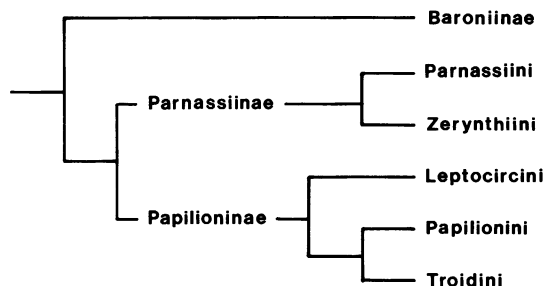 Baroniinae
Parnassiini
Parnassiinae
Zerynthiini
Leptocircini
Papilioninae
Papilionini
Troidini